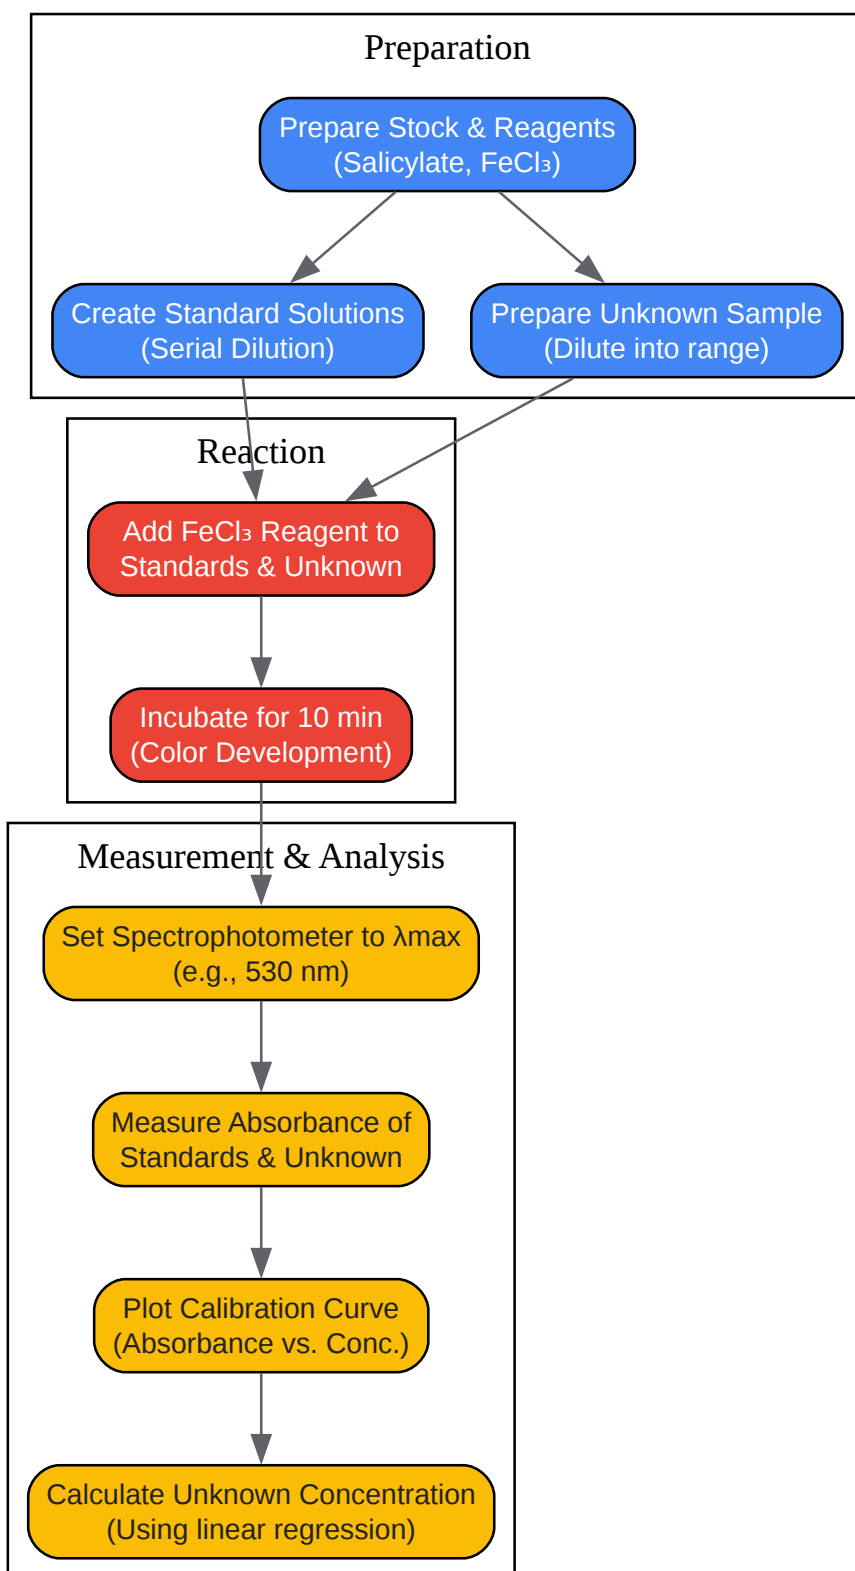 Preparation
Prepare Stock & Reagents
(Salicylate, FeCl₃)
Create Standard Solutions
(Serial Dilution)
Prepare Unknown Sample
(Dilute into range)
Reaction
Add FeCl₃ Reagent to
Standards & Unknown
Incubate for 10 min
(Color Development)
Measurement & Analysis
Set Spectrophotometer to λmax
(e.g., 530 nm)
Measure Absorbance of
Standards & Unknown
Plot Calibration Curve
(Absorbance vs. Conc.)
Calculate Unknown Concentration
(Using linear regression)